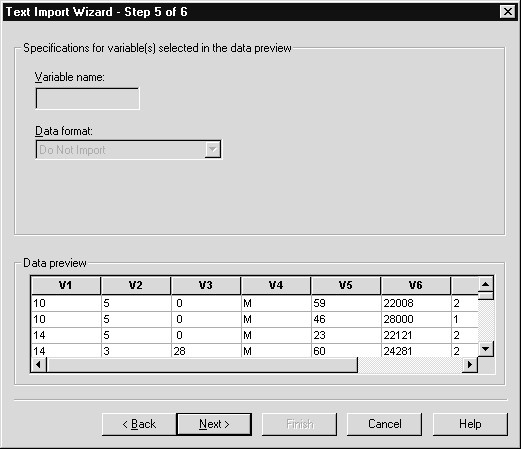 Text Import Wizard - Step 5 of 6
Specifications for variable(s) selected in the data preview
Variable name:
Data format:
Do Not Import
Data preview
V1 V2 V3 V4 V5 V6
10 5 0 M 59 22008 2
10 5 0 M 46 28000 1
14 5 0 M 23 22121 2
14 3 28 M 60 24281 2
< Back Next > Finish Cancel Help